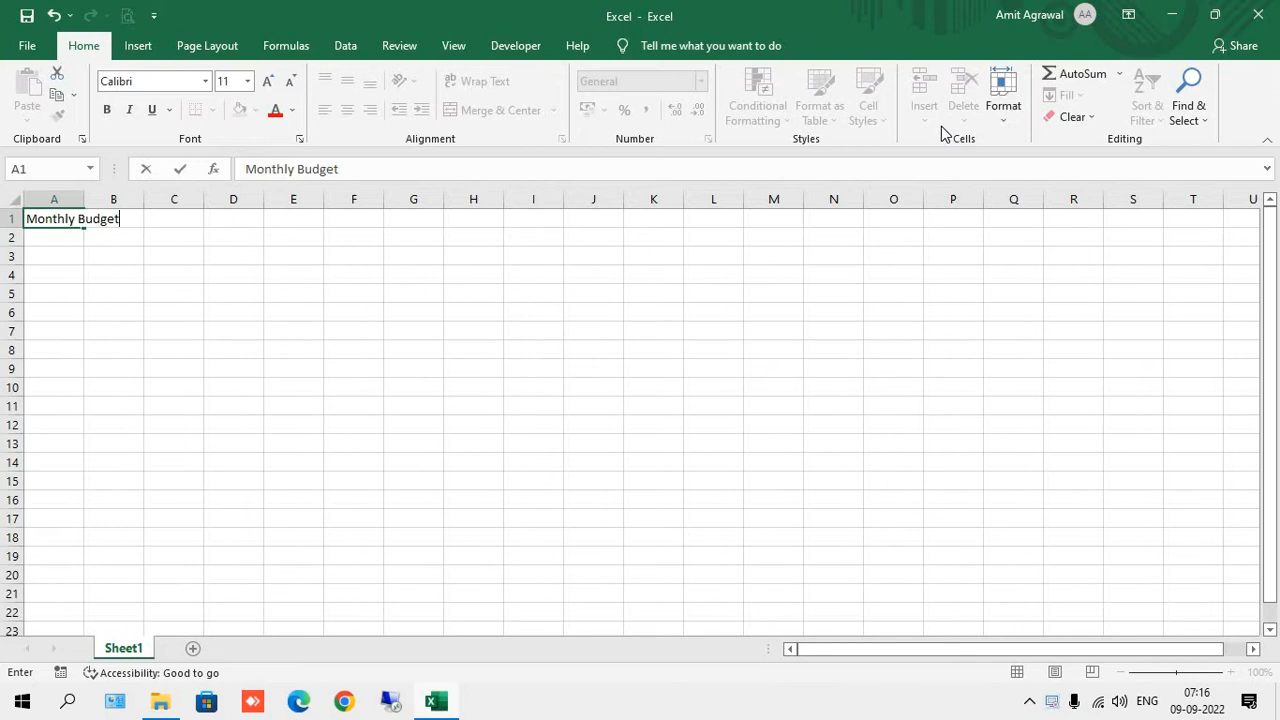 Excel - Excel
Amit Agrawal AA
File Home Insert Page Layout Formulas Data Review View Developer Help Tell me what you want to do Share
Paste Calibri 11 Wrap Text General Conditional Formatting Format as Table Cell Styles Insert Delete Format AutoSum Sort & Filter Find & Select
B I U A Merge & Center % , Fill
Clear
Clipboard Font Alignment Number Styles Cells Editing
A1 fx Monthly Budget
A B C D E F G H I J K L M N O P Q R S T U
1 Monthly Budget
2
3
4
5
6
7
8
9
10
11
12
13
14
15
16
17
18
19
20
21
22
23
Sheet1
Enter Accessibility: Good to go 100%
ENG 07:16
09-09-2022